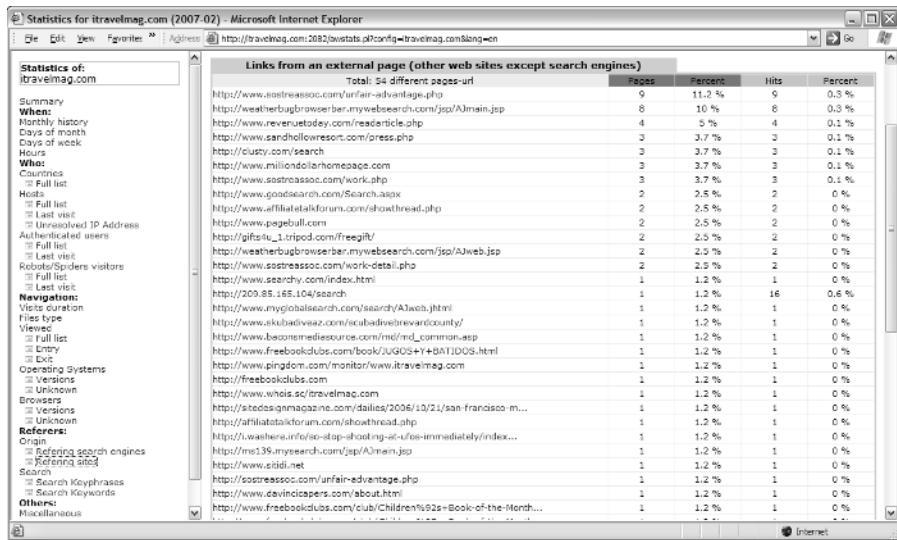 Statistics for itravelmag.com (2007-02) - Microsoft Internet Explorer
File Edit View Favorites » Address http://itravelmag.com:2082/awstats.pl?config=itravelmag.com&lang=en Go
Statistics of:
itravelmag.com
Summary
When:
Monthly history
Days of month
Days of week
Hours
Who:
Countries
Full list
Hosts
Full list
Last visit
Unresolved IP Address
Authenticated users
Full list
Last visit
Robots/Spiders visitors
Full list
Last visit
Navigation:
Visits duration
Files type
Viewed
Full list
Entry
Exit
Operating Systems
Versions
Unknown
Browsers
Versions
Unknown
Referers:
Origin
Refering search engines
Refering sites
Search
Search Keyphrases
Search Keywords
Others:
Miscellaneous
Links from an external page (other web sites except search engines)
Total: 54 different pages-url Pages Percent Hits Percent
http://www.sostreassoc.com/unfair-advantage.php 9 11.2 % 9 0.3 %
http://weatherbugbrowserbar.mywebsearch.com/jsp/AJmain.jsp 8 10 % 8 0.3 %
http://www.revenuetoday.com/readarticle.php 4 5 % 4 0.1 %
http://www.sandhollowresort.com/press.php 3 3.7 % 3 0.1 %
http://clusty.com/search 3 3.7 % 3 0.1 %
http://www.milliondollarhomepage.com 3 3.7 % 3 0.1 %
http://www.sostreassoc.com/work.php 3 3.7 % 3 0.1 %
http://www.goodsearch.com/Search.aspx 2 2.5 % 2 0 %
http://www.affiliatetalkforum.com/showthread.php 2 2.5 % 2 0 %
http://www.pagebull.com 2 2.5 % 2 0 %
http://gifts4u_1.tripod.com/freegift/ 2 2.5 % 2 0 %
http://weatherbugbrowserbar.mywebsearch.com/jsp/AJweb.jsp 2 2.5 % 2 0 %
http://www.sostreassoc.com/work-detail.php 2 2.5 % 2 0 %
http://www.searchy.com/index.html 1 1.2 % 1 0 %
http://209.85.165.104/search 1 1.2 % 16 0.6 %
http://www.myglobalsearch.com/search/AJweb.jhtml 1 1.2 % 1 0 %
http://www.skubadiveaz.com/scubadivebrevardcounty/ 1 1.2 % 1 0 %
http://www.baconsmediasource.com/md/md_common.asp 1 1.2 % 1 0 %
http://www.freebookclubs.com/book/JUGOS+Y+BATIDOS.html 1 1.2 % 1 0 %
http://www.pingdom.com/monitor/www.itravelmag.com 1 1.2 % 1 0 %
http://freebookclubs.com 1 1.2 % 1 0 %
http://www.whois.sc/itravelmag.com 1 1.2 % 1 0 %
http://sitedesignmagazine.com/dailies/2006/10/21/san-francisco-m... 1 1.2 % 1 0 %
http://affiliatetalkforum.com/showthread.php 1 1.2 % 1 0 %
http://i.washere.info/so-stop-shooting-at-ufos-immediately/index... 1 1.2 % 1 0 %
http://ms139.mysearch.com/jsp/AJmain.jsp 1 1.2 % 1 0 %
http://www.sitidi.net 1 1.2 % 1 0 %
http://sostreassoc.com/unfair-advantage.php 1 1.2 % 1 0 %
http://www.davincicapers.com/about.html 1 1.2 % 1 0 %
http://www.freebookclubs.com/club/Children%92s+Book-of-the-Month... 1 1.2 % 1 0 %
Internet